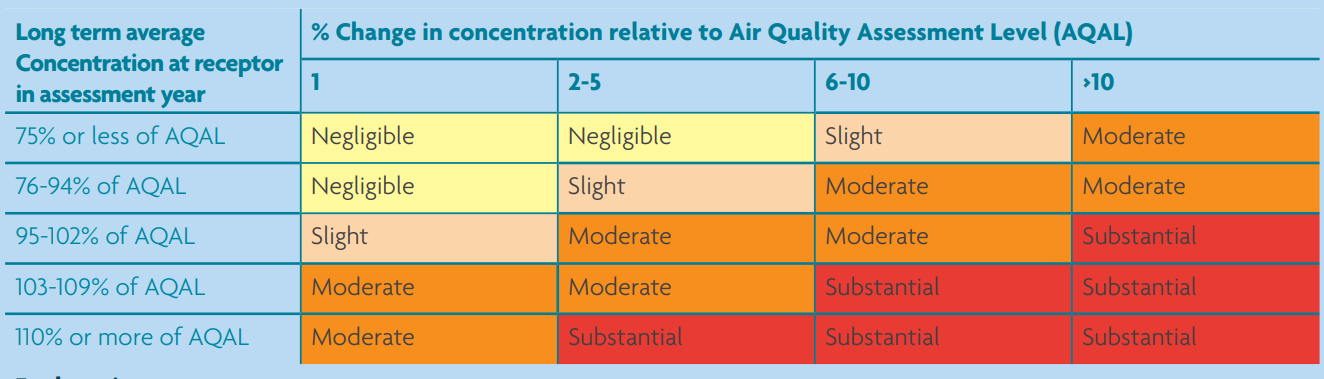 Long term average % Change in concentration relative to Air Quality Assessment Level (AQAL)
Concentration at receptor
in assessment year 1 2-5 6-10 >10
75% or less of AQAL Negligible Negligible Slight Moderate
76-94% of AQAL Negligible Slight Moderate Moderate
95-102% of AQAL Slight Moderate Moderate Substantial
103-109% of AQAL Moderate Moderate Substantial Substantial
110% or more of AQAL Moderate Substantial Substantial Substantial